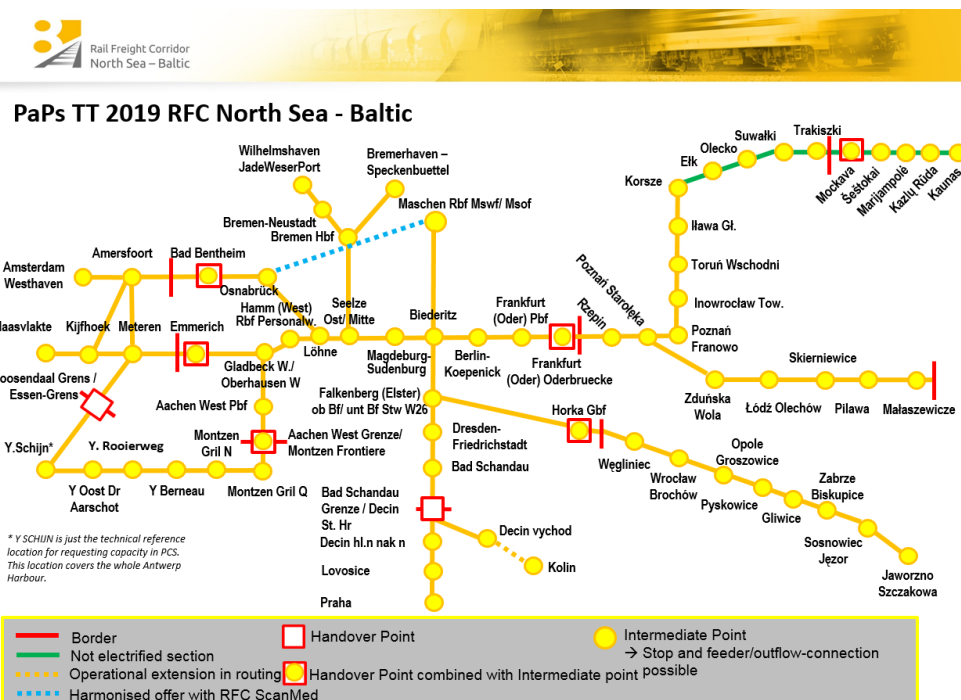 Rail Freight Corridor
North Sea – Baltic
PaPs TT 2019 RFC North Sea - Baltic
Wilhelmshaven
JadeWeserPort
Bremerhaven –
Speckenbuettel
Bremen-Neustadt
Bremen Hbf
Maschen Rbf Mswf/ Msof
Korsze
Ełk
Olecko
Suwałki
Trakiszki
Mockava
Šeštokai
Marijampolė
Kazlų Rūda
Kaunas
Iława Gł.
Toruń Wschodni
Inowrocław Tow.
Poznań
Franowo
Amsterdam
Westhaven
Amersfoort
Bad Bentheim
Osnabrück
Hamm (West)
Rbf Personalw.
Seelze
Ost/ Mitte
Biederitz
Frankfurt
(Oder) Pbf
Rzepin
Poznań Starołęka
aasvlakte
Kijfhoek
Meteren
Emmerich
Gladbeck W./
Oberhausen W
Löhne
Magdeburg-
Sudenburg
Berlin-
Koepenick
Frankfurt
(Oder) Oderbruecke
Skierniewice
Zduńska
Wola
Łódź Olechów
Pilawa
Małaszewicze
oosendaal Grens /
Essen-Grens
Aachen West Pbf
Falkenberg (Elster)
ob Bf/ unt Bf Stw W26
Horka Gbf
Y.Schijn*
Y. Rooierweg
Montzen
Gril N
Aachen West Grenze/
Montzen Frontiere
Dresden-
Friedrichstadt
Bad Schandau
Węgliniec
Wrocław
Brochów
Opole
Groszowice
Pyskowice
Gliwice
Zabrze
Biskupice
Sosnowiec
Jęzor
Jaworzno
Szczakowa
Y Oost Dr
Aarschot
Y Berneau
Montzen Gril Q
Bad Schandau
Grenze / Decin
St. Hr
Decin hl.n nak n
Decin vychod
Kolin
Lovosice
Praha
* Y SCHIJN is just the technical reference
location for requesting capacity in PCS.
This location covers the whole Antwerp
Harbour.
Border
Not electrified section
Operational extension in routing
Harmonised offer with RFC ScanMed
Handover Point
Handover Point combined with Intermediate point
Intermediate Point
→ Stop and feeder/outflow-connection
possible